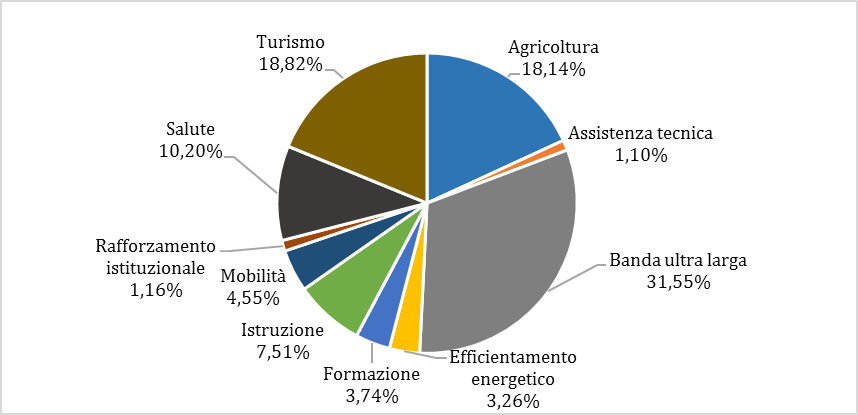 Turismo
18,82%
Agricoltura
18,14%
Assistenza tecnica
1,10%
Salute
10,20%
Banda ultra larga
31,55%
Rafforzamento
istituzionale
1,16%
Mobilità
4,55%
Istruzione
7,51%
Formazione
3,74%
Efficientamento
energetico
3,26%